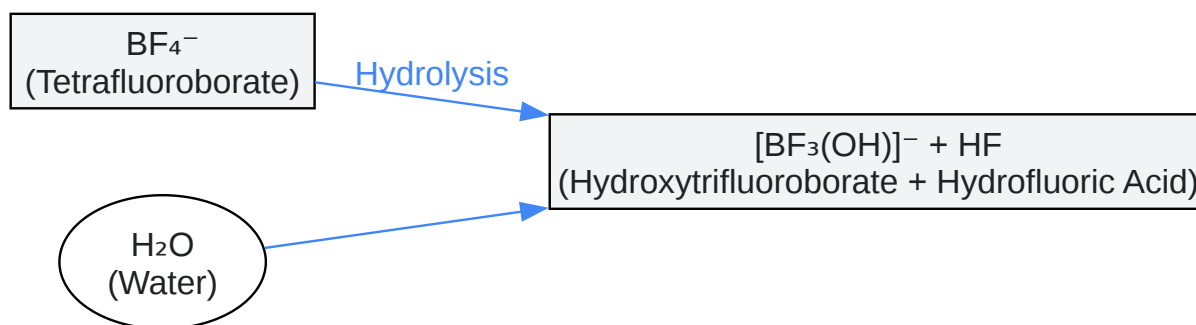 BF₄⁻
(Tetrafluoroborate)
Hydrolysis
[BF₃(OH)]⁻ + HF
(Hydroxytrifluoroborate + Hydrofluoric Acid)
H₂O
(Water)